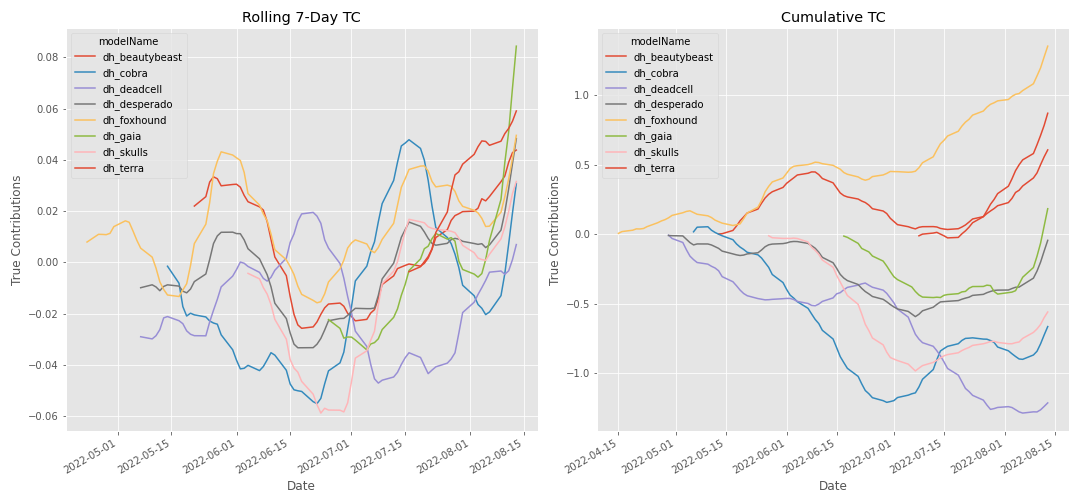 Rolling 7-Day TC
modelName
dh_beautybeast
dh_cobra
dh_deadcell
dh_desperado
dh_foxhound
dh_gaia
dh_skulls
dh_terra
0.08
0.06
0.04
0.02
0.00
−0.02
−0.04
−0.06
True Contributions
2022-05-01
2022-05-15
2022-06-01
2022-06-15
2022-07-01
2022-07-15
2022-08-01
2022-08-15
Date
Cumulative TC
modelName
dh_beautybeast
dh_cobra
dh_deadcell
dh_desperado
dh_foxhound
dh_gaia
dh_skulls
dh_terra
1.0
0.5
0.0
−0.5
−1.0
True Contributions
2022-04-15
2022-05-01
2022-05-15
2022-06-01
2022-06-15
2022-07-01
2022-07-15
2022-08-01
2022-08-15
Date